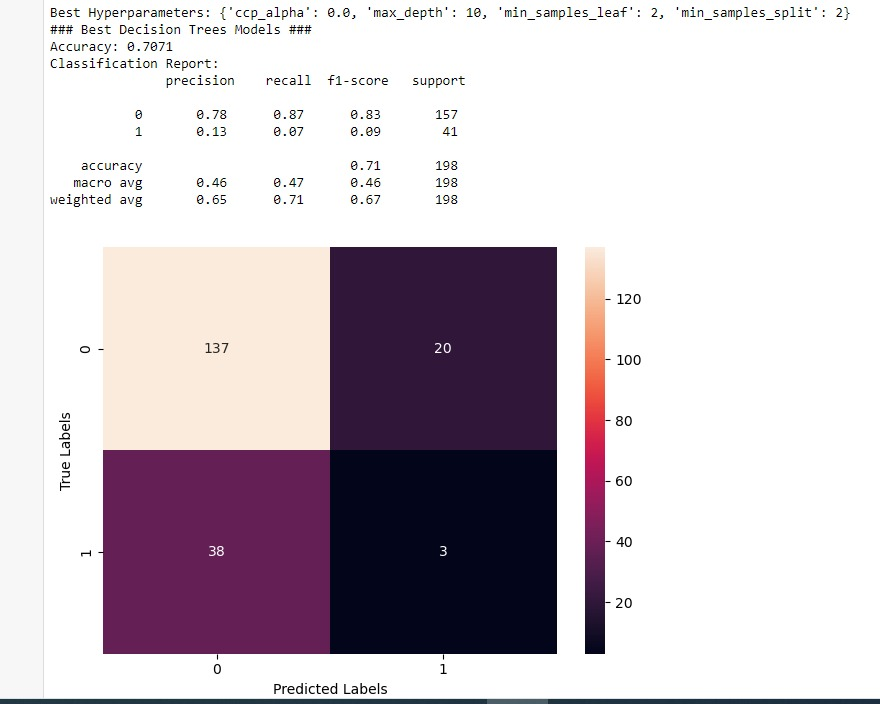 Best Hyperparameters: {'ccp_alpha': 0.0, 'max_depth': 10, 'min_samples_leaf': 2, 'min_samples_split': 2}
### Best Decision Trees Models ###
Accuracy: 0.7071
Classification Report:
precision recall f1-score support
0 0.78 0.87 0.83 157
1 0.13 0.07 0.09 41
accuracy 0.71 198
macro avg 0.46 0.47 0.46 198
weighted avg 0.65 0.71 0.67 198
True Labels
0
1
137 20
38 3
0 1
Predicted Labels
120
100
80
60
40
20